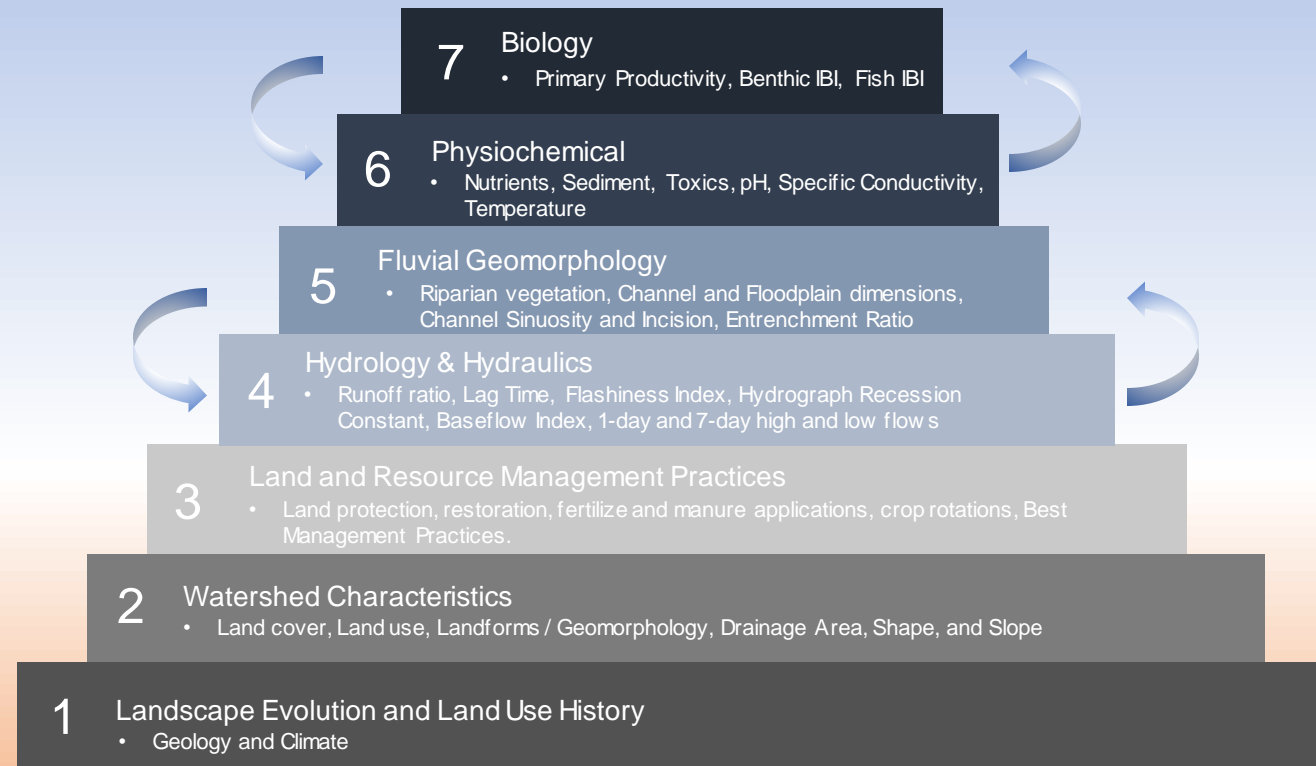 7
Biology
• Primary Productivity, Benthic IBI, Fish IBI
6
Physiochemical
• Nutrients, Sediment, Toxics, pH, Specific Conductivity,
Temperature
5
Fluvial Geomorphology
• Riparian vegetation, Channel and Floodplain dimensions,
Channel Sinuosity and Incision, Entrenchment Ratio
4
Hydrology & Hydraulics
• Runoff ratio, Lag Time, Flashiness Index, Hydrograph Recession
Constant, Baseflow Index, 1-day and 7-day high and low flows
3
Land and Resource Management Practices
• Land protection, restoration, fertilize and manure applications, crop rotations, Best
Management Practices.
2
Watershed Characteristics
• Land cover, Land use, Landforms / Geomorphology, Drainage Area, Shape, and Slope
1
Landscape Evolution and Land Use History
• Geology and Climate